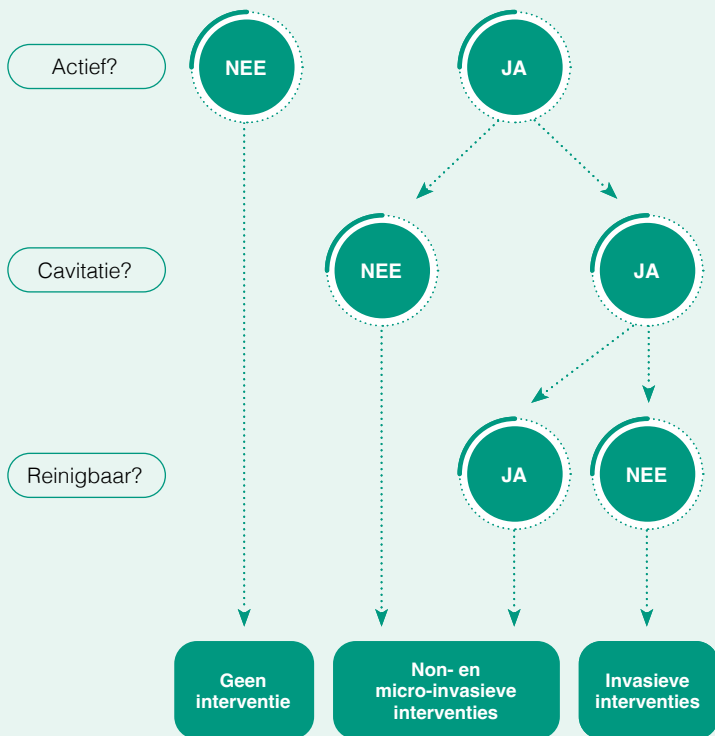 Actief?
NEE
JA
Cavitatie?
NEE
JA
Reinigbaar?
JA
NEE
Geen
interventie
Non- en
micro-invasieve
interventies
Invasieve
interventies